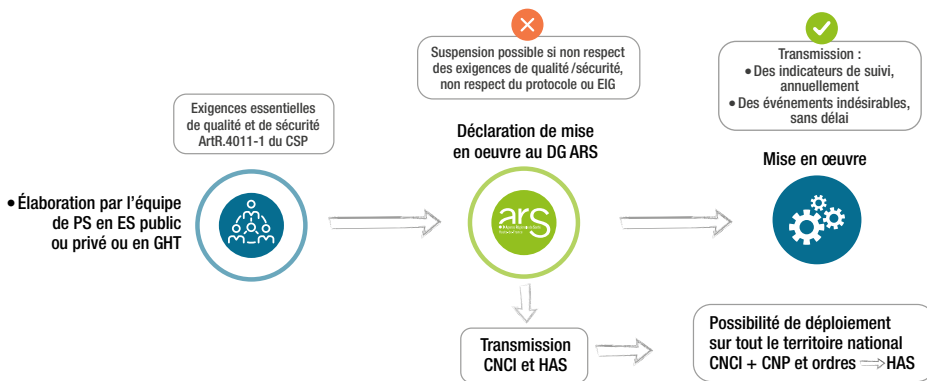 Suspension possible si non respect
des exigences de qualité/sécurité,
non respect du protocole ou EIG
Transmission :
• Des indicateurs de suivi,
annuellement
• Des événements indésirables,
sans délai
Exigences essentielles
de qualité et de sécurité
ArtR.4011-1 du CSP
Déclaration de mise
en oeuvre au DG ARS
Mise en œuvre
• Élaboration par l’équipe
de PS en ES public
ou privé ou en GHT
ars
Transmission
CNCI et HAS
Possibilité de déploiement
sur tout le territoire national
CNCI + CNP et ordres ⇒ HAS